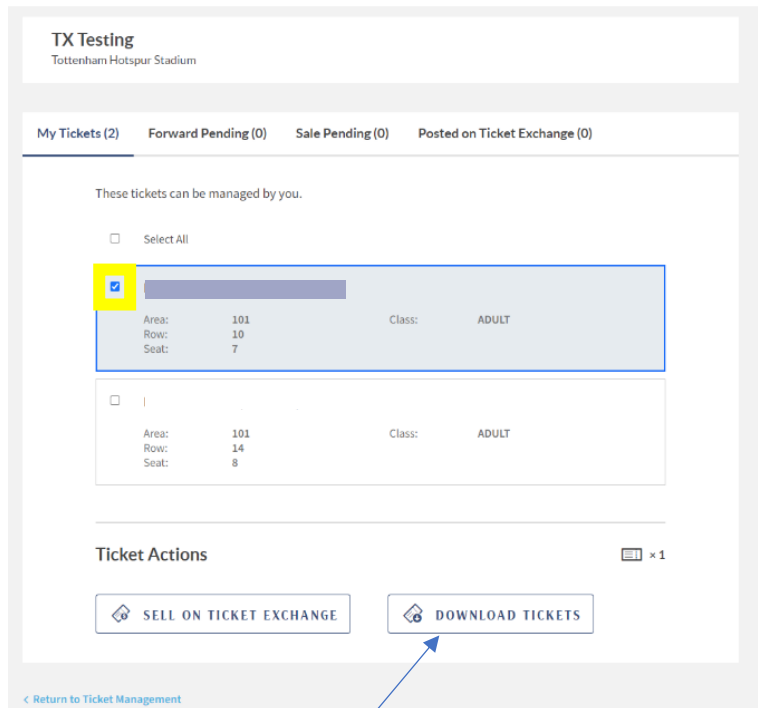 TX Testing
Tottenham Hotspur Stadium
My Tickets (2) Forward Pending (0) Sale Pending (0) Posted on Ticket Exchange (0)
These tickets can be managed by you.
Select All
Area: 101 Class: ADULT
Row: 10
Seat: 7
Area: 101 Class: ADULT
Row: 14
Seat: 8
Ticket Actions × 1
SELL ON TICKET EXCHANGE DOWNLOAD TICKETS
< Return to Ticket Management